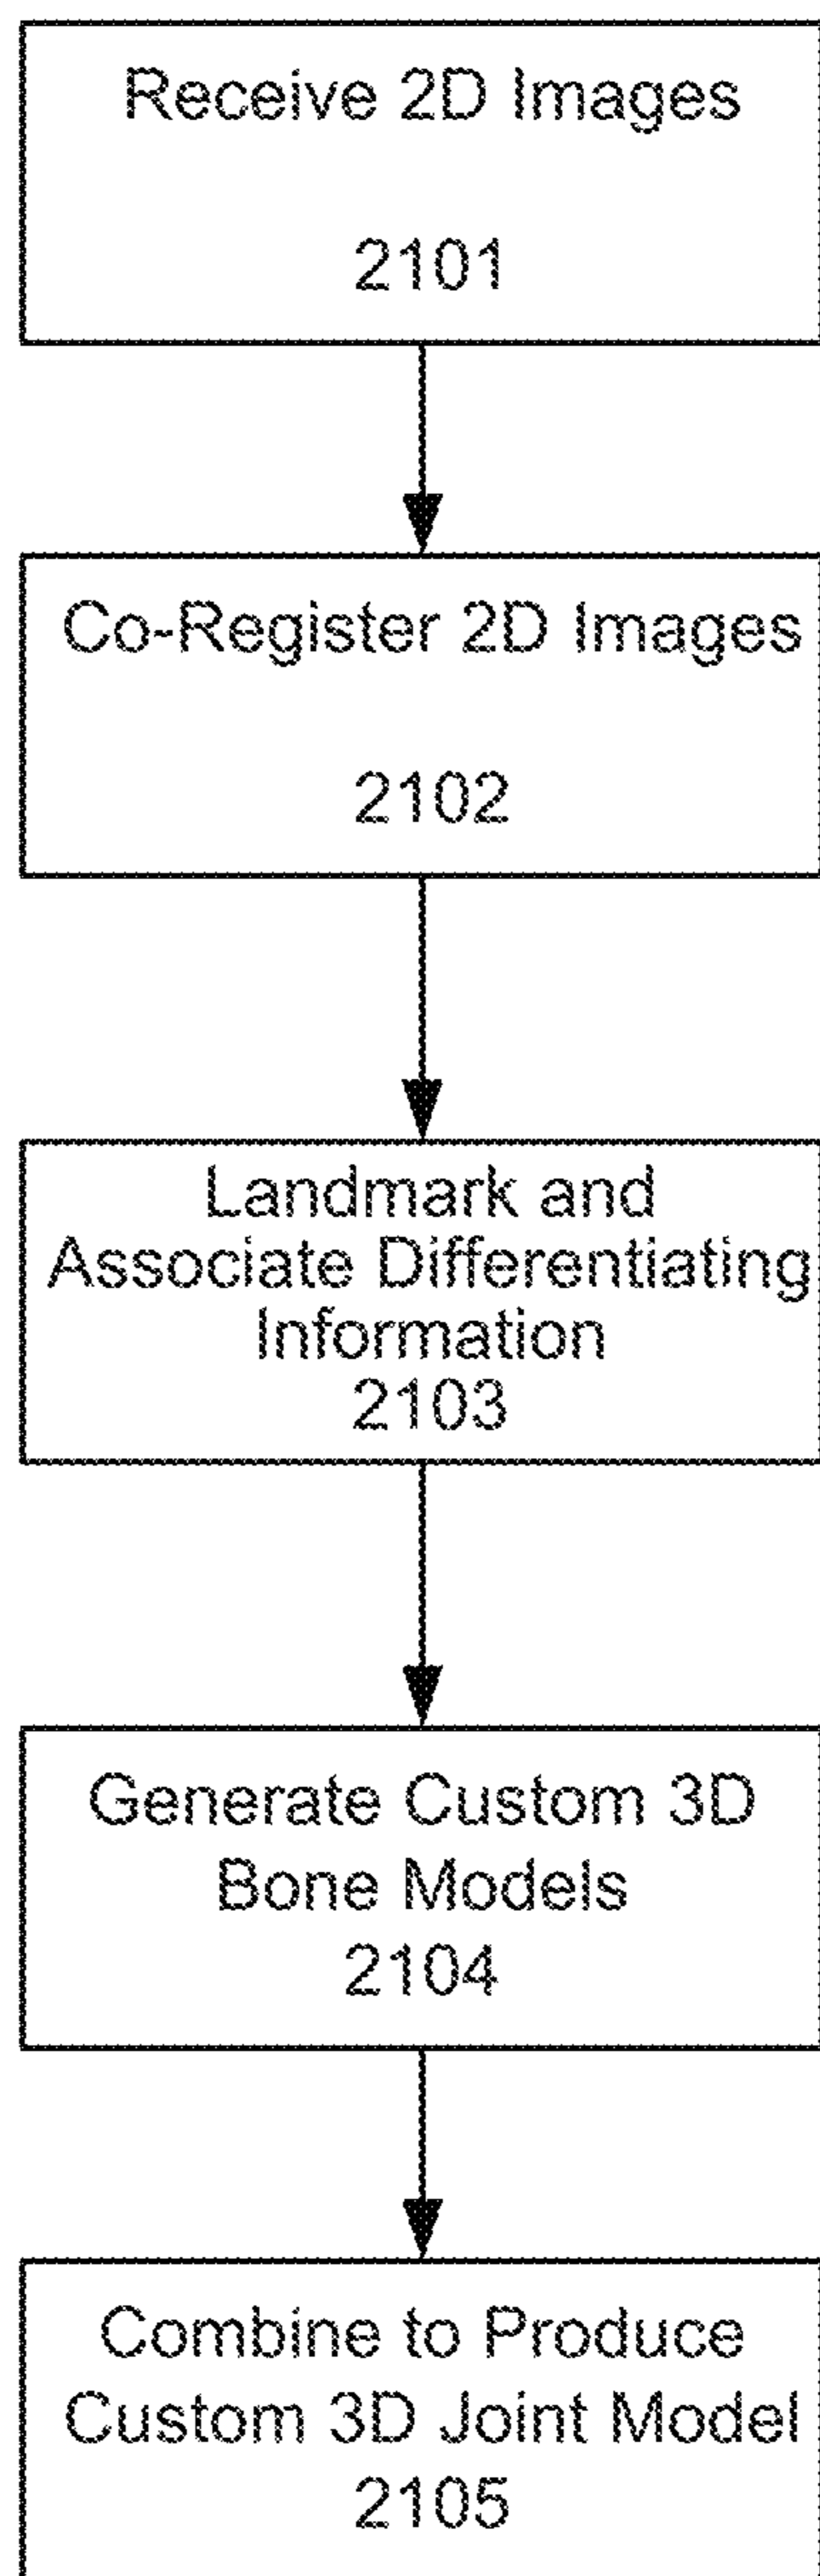 Receive 2D Images
2101
Co-Register 2D Images
2102
Landmark and
Associate Differentiating
Information
2103
Generate Custom 3D
Bone Models
2104
Combine to Produce
Custom 3D Joint Model
2105